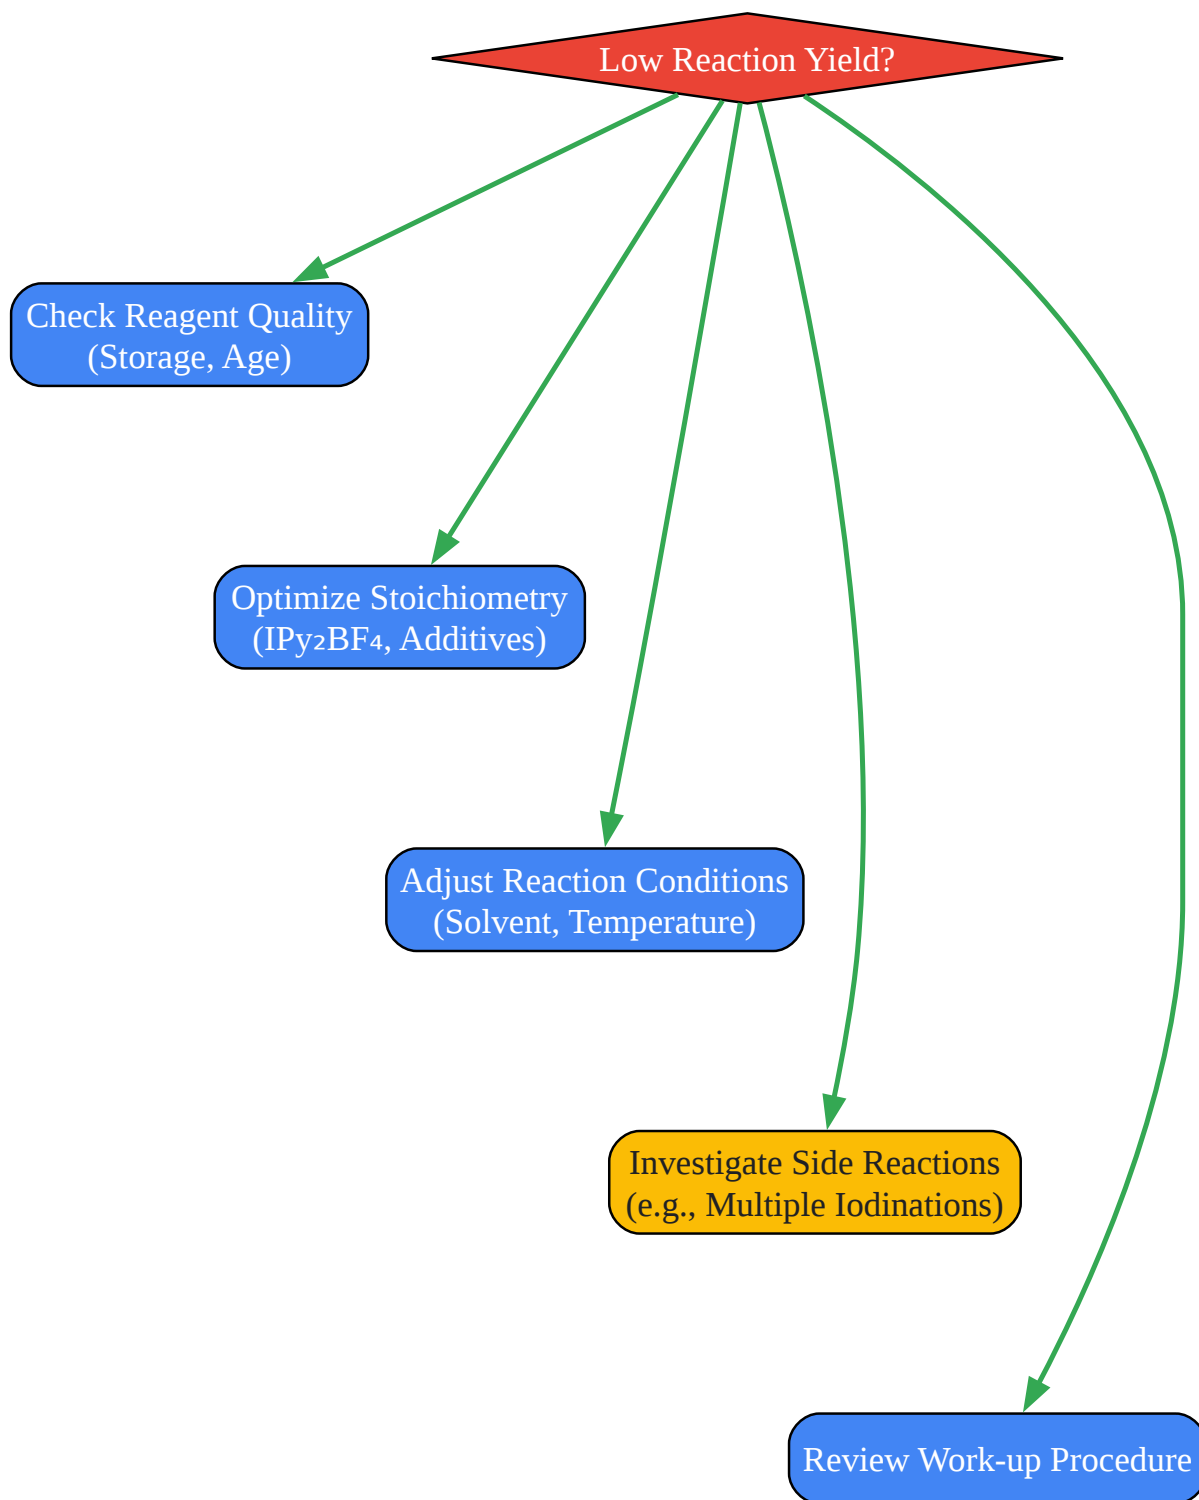 Low Reaction Yield?
Check Reagent Quality
(Storage, Age)
Optimize Stoichiometry
(IPy₂BF₄, Additives)
Adjust Reaction Conditions
(Solvent, Temperature)
Investigate Side Reactions
(e.g., Multiple Iodinations)
Review Work-up Procedure